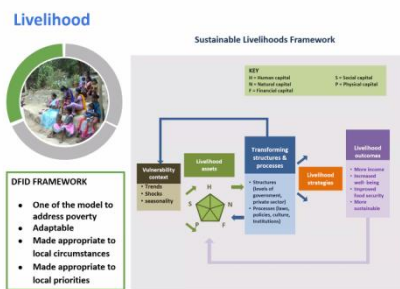 Livelihood
Sustainable Livelihoods Framework
KEY
H = Human capital
S = Social capital
N = Natural capital
P = Physical capital
F = Financial capital
DFID FRAMEWORK
• One of the model to
address poverty
• Adaptable
• Made appropriate to
local circumstances
• Made appropriate to
local priorities
Vulnerability
context
• Trends
• Shocks
• seasonality
Livelihood
assets
H
S
N
P
F
Transforming
structures &
processes
• Structures
(levels of
government,
private sector)
• Processes (laws,
policies, culture,
institutions)
Livelihood
strategies
Livelihood
outcomes
• More income
• Increased
well-being
• Improved
food security
• More
sustainable